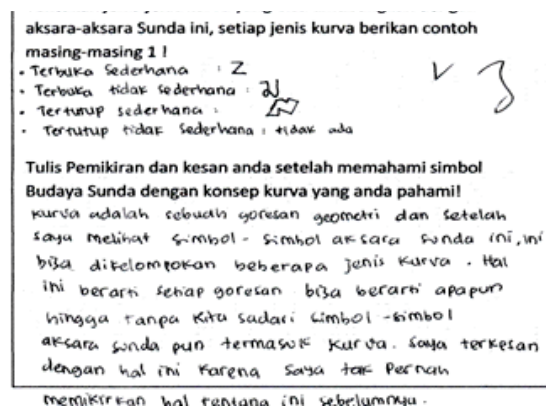 aksara-aksara Sunda ini, setiap jenis kurva berikan contoh
masing-masing 1 !
• Terbuka Sederhana : Z
• Terbuka tidak sederhana :
• Tertutup sederhana :
• Tertutup tidak Sederhana : tidak ada
Tulis Pemikiran dan kesan anda setelah memahami simbol
Budaya Sunda dengan konsep kurva yang anda pahami!
kurva adalah sebuah goresan geometri dan setelah
saya melihat simbol - simbol aksara sunda ini, ini
bisa dikelompokan beberapa jenis kurva. Hal
ini berarti setiap goresan bisa berarti apapun
hingga tanpa kita sadari simbol - simbol
aksara sunda pun termasuk kurva. saya terkesan
dengan hal ini karena saya tak pernah
memikirkan hal tentang ini sebelumnya.